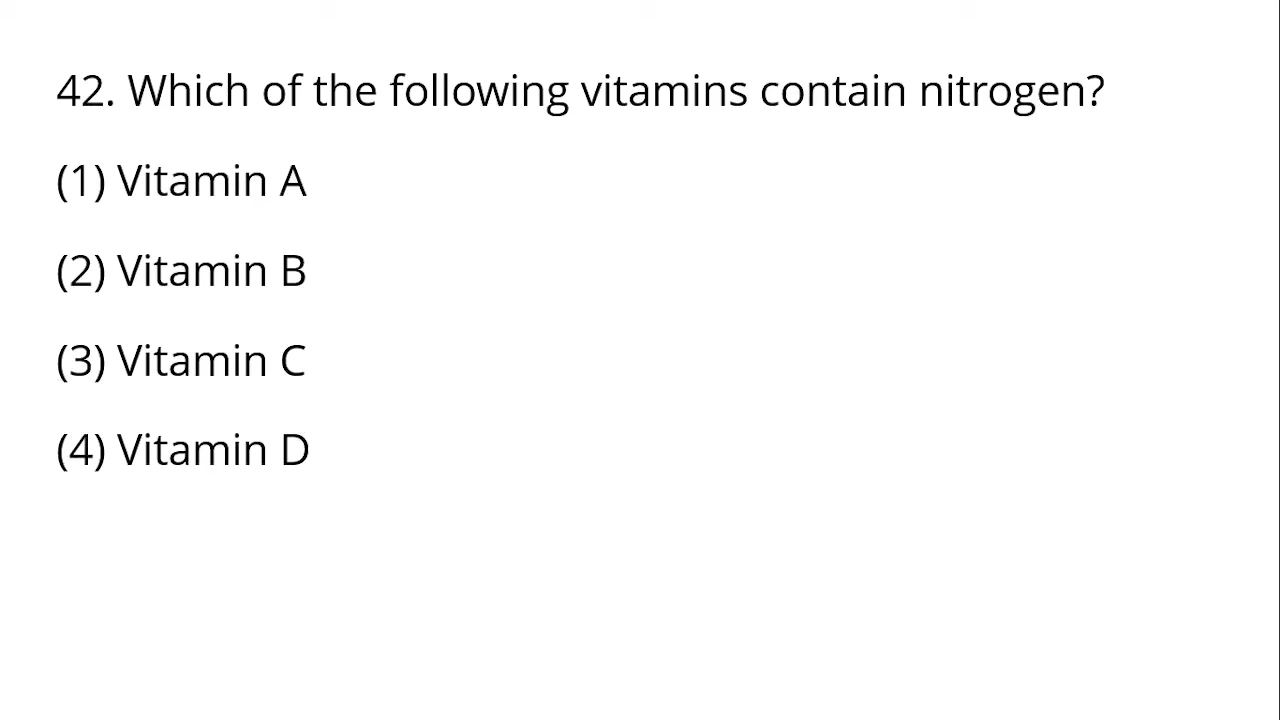 42. Which of the following vitamins contain nitrogen?
(1) Vitamin A
(2) Vitamin B
(3) Vitamin C
(4) Vitamin D